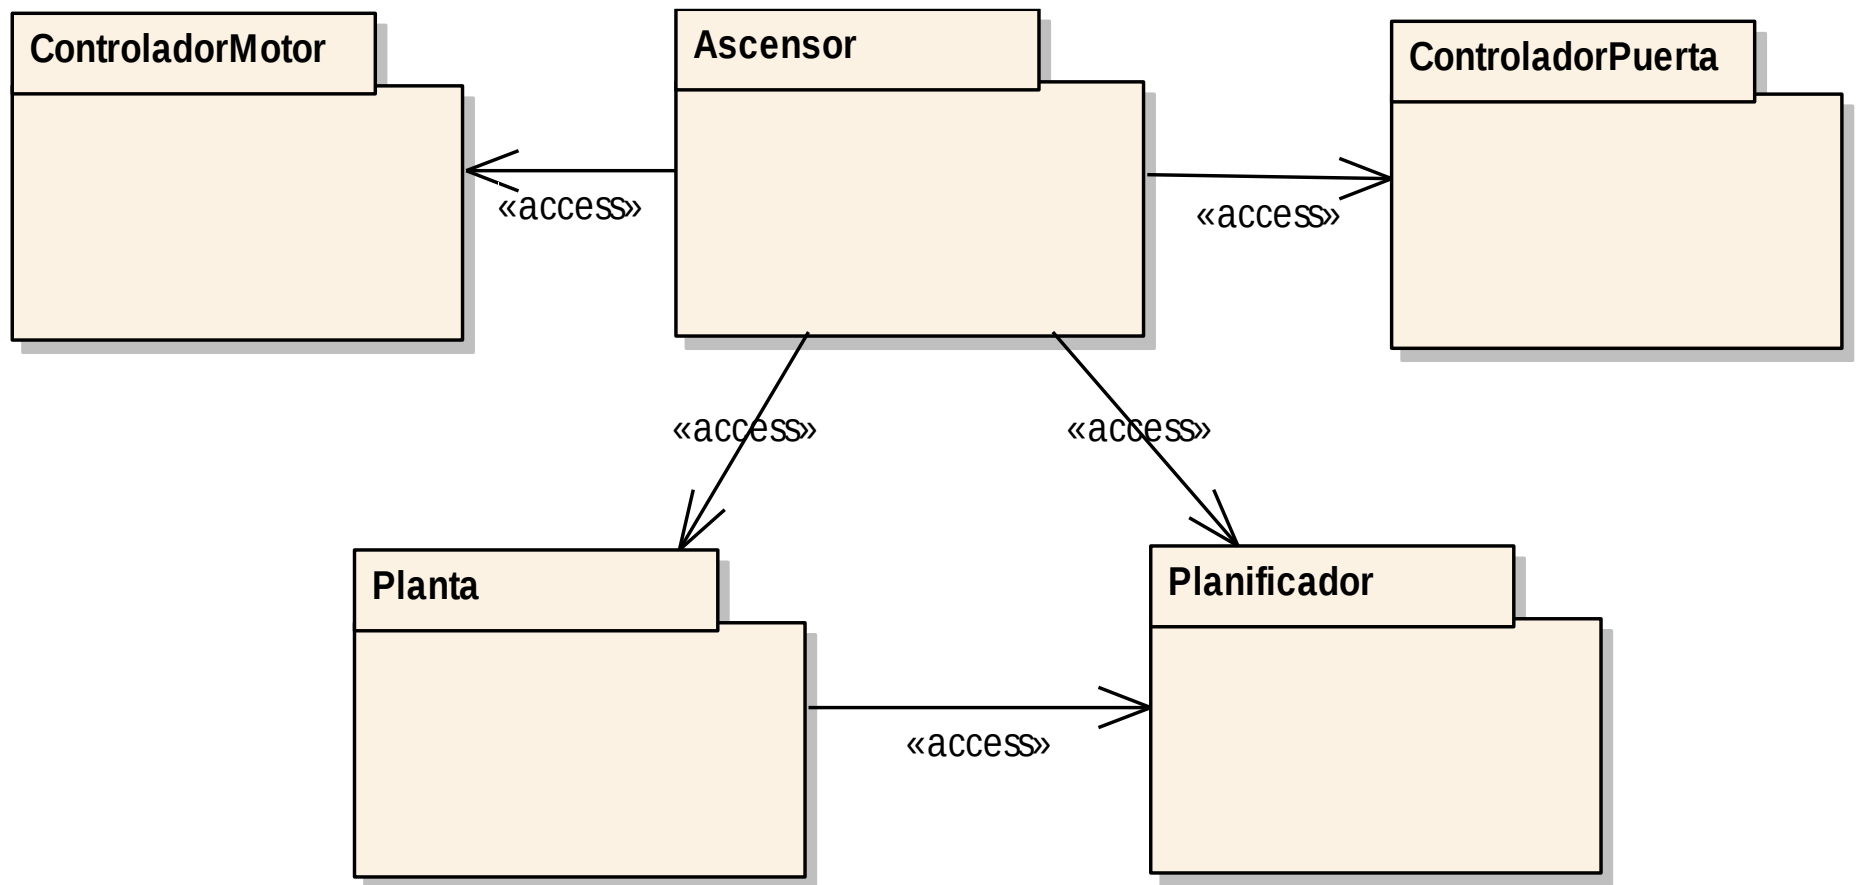 ControladorMotor
Ascensor
ControladorPuerta
«access»
«access»
«access»
«access»
Planta
Planificador
«access»